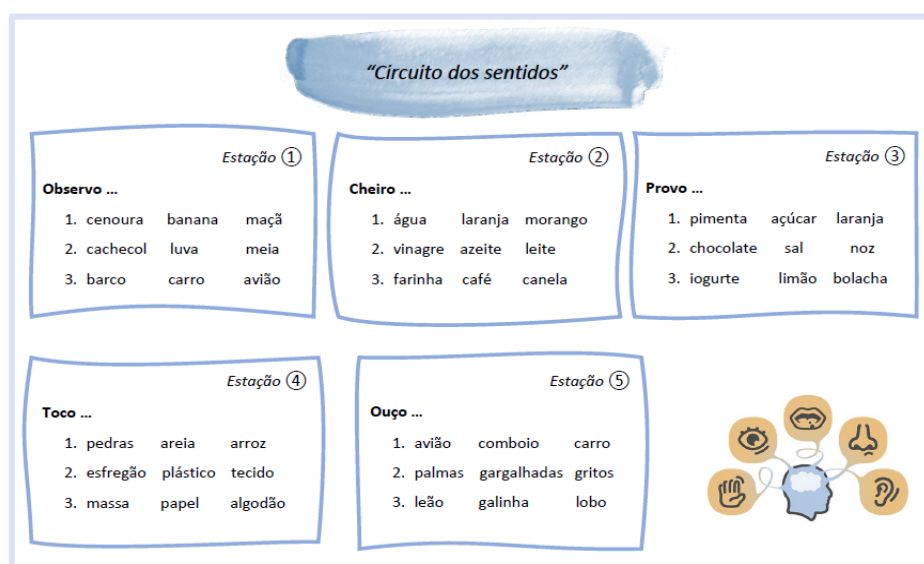 “Circuito dos sentidos”
Estação ①
Observo ...
1. cenoura banana maçã
2. cachecol luva meia
3. barco carro avião
Estação ②
Cheiro ...
1. água laranja morango
2. vinagre azeite leite
3. farinha café canela
Estação ③
Provo ...
1. pimenta açúcar laranja
2. chocolate sal noz
3. iogurte limão bolacha
Estação ④
Toco ...
1. pedras areia arroz
2. esfregão plástico tecido
3. massa papel algodão
Estação ⑤
Ouço ...
1. avião comboio carro
2. palmas gargalhadas gritos
3. leão galinha lobo